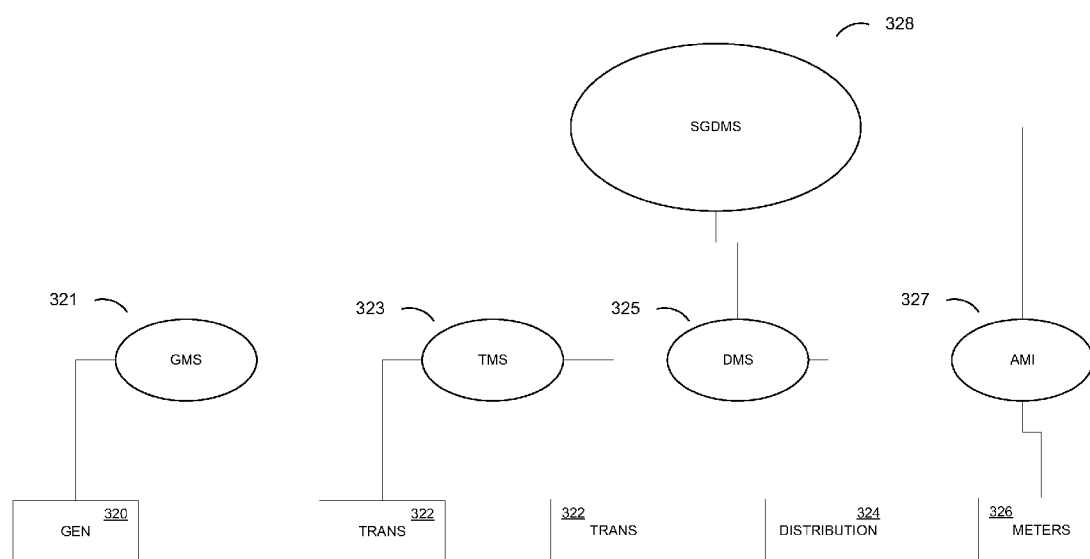 328
SGDMS
321
323
325
327
GMS
TMS
DMS
AMI
320
GEN
322
TRANS
322
TRANS
324
DISTRIBUTION
326
METERS